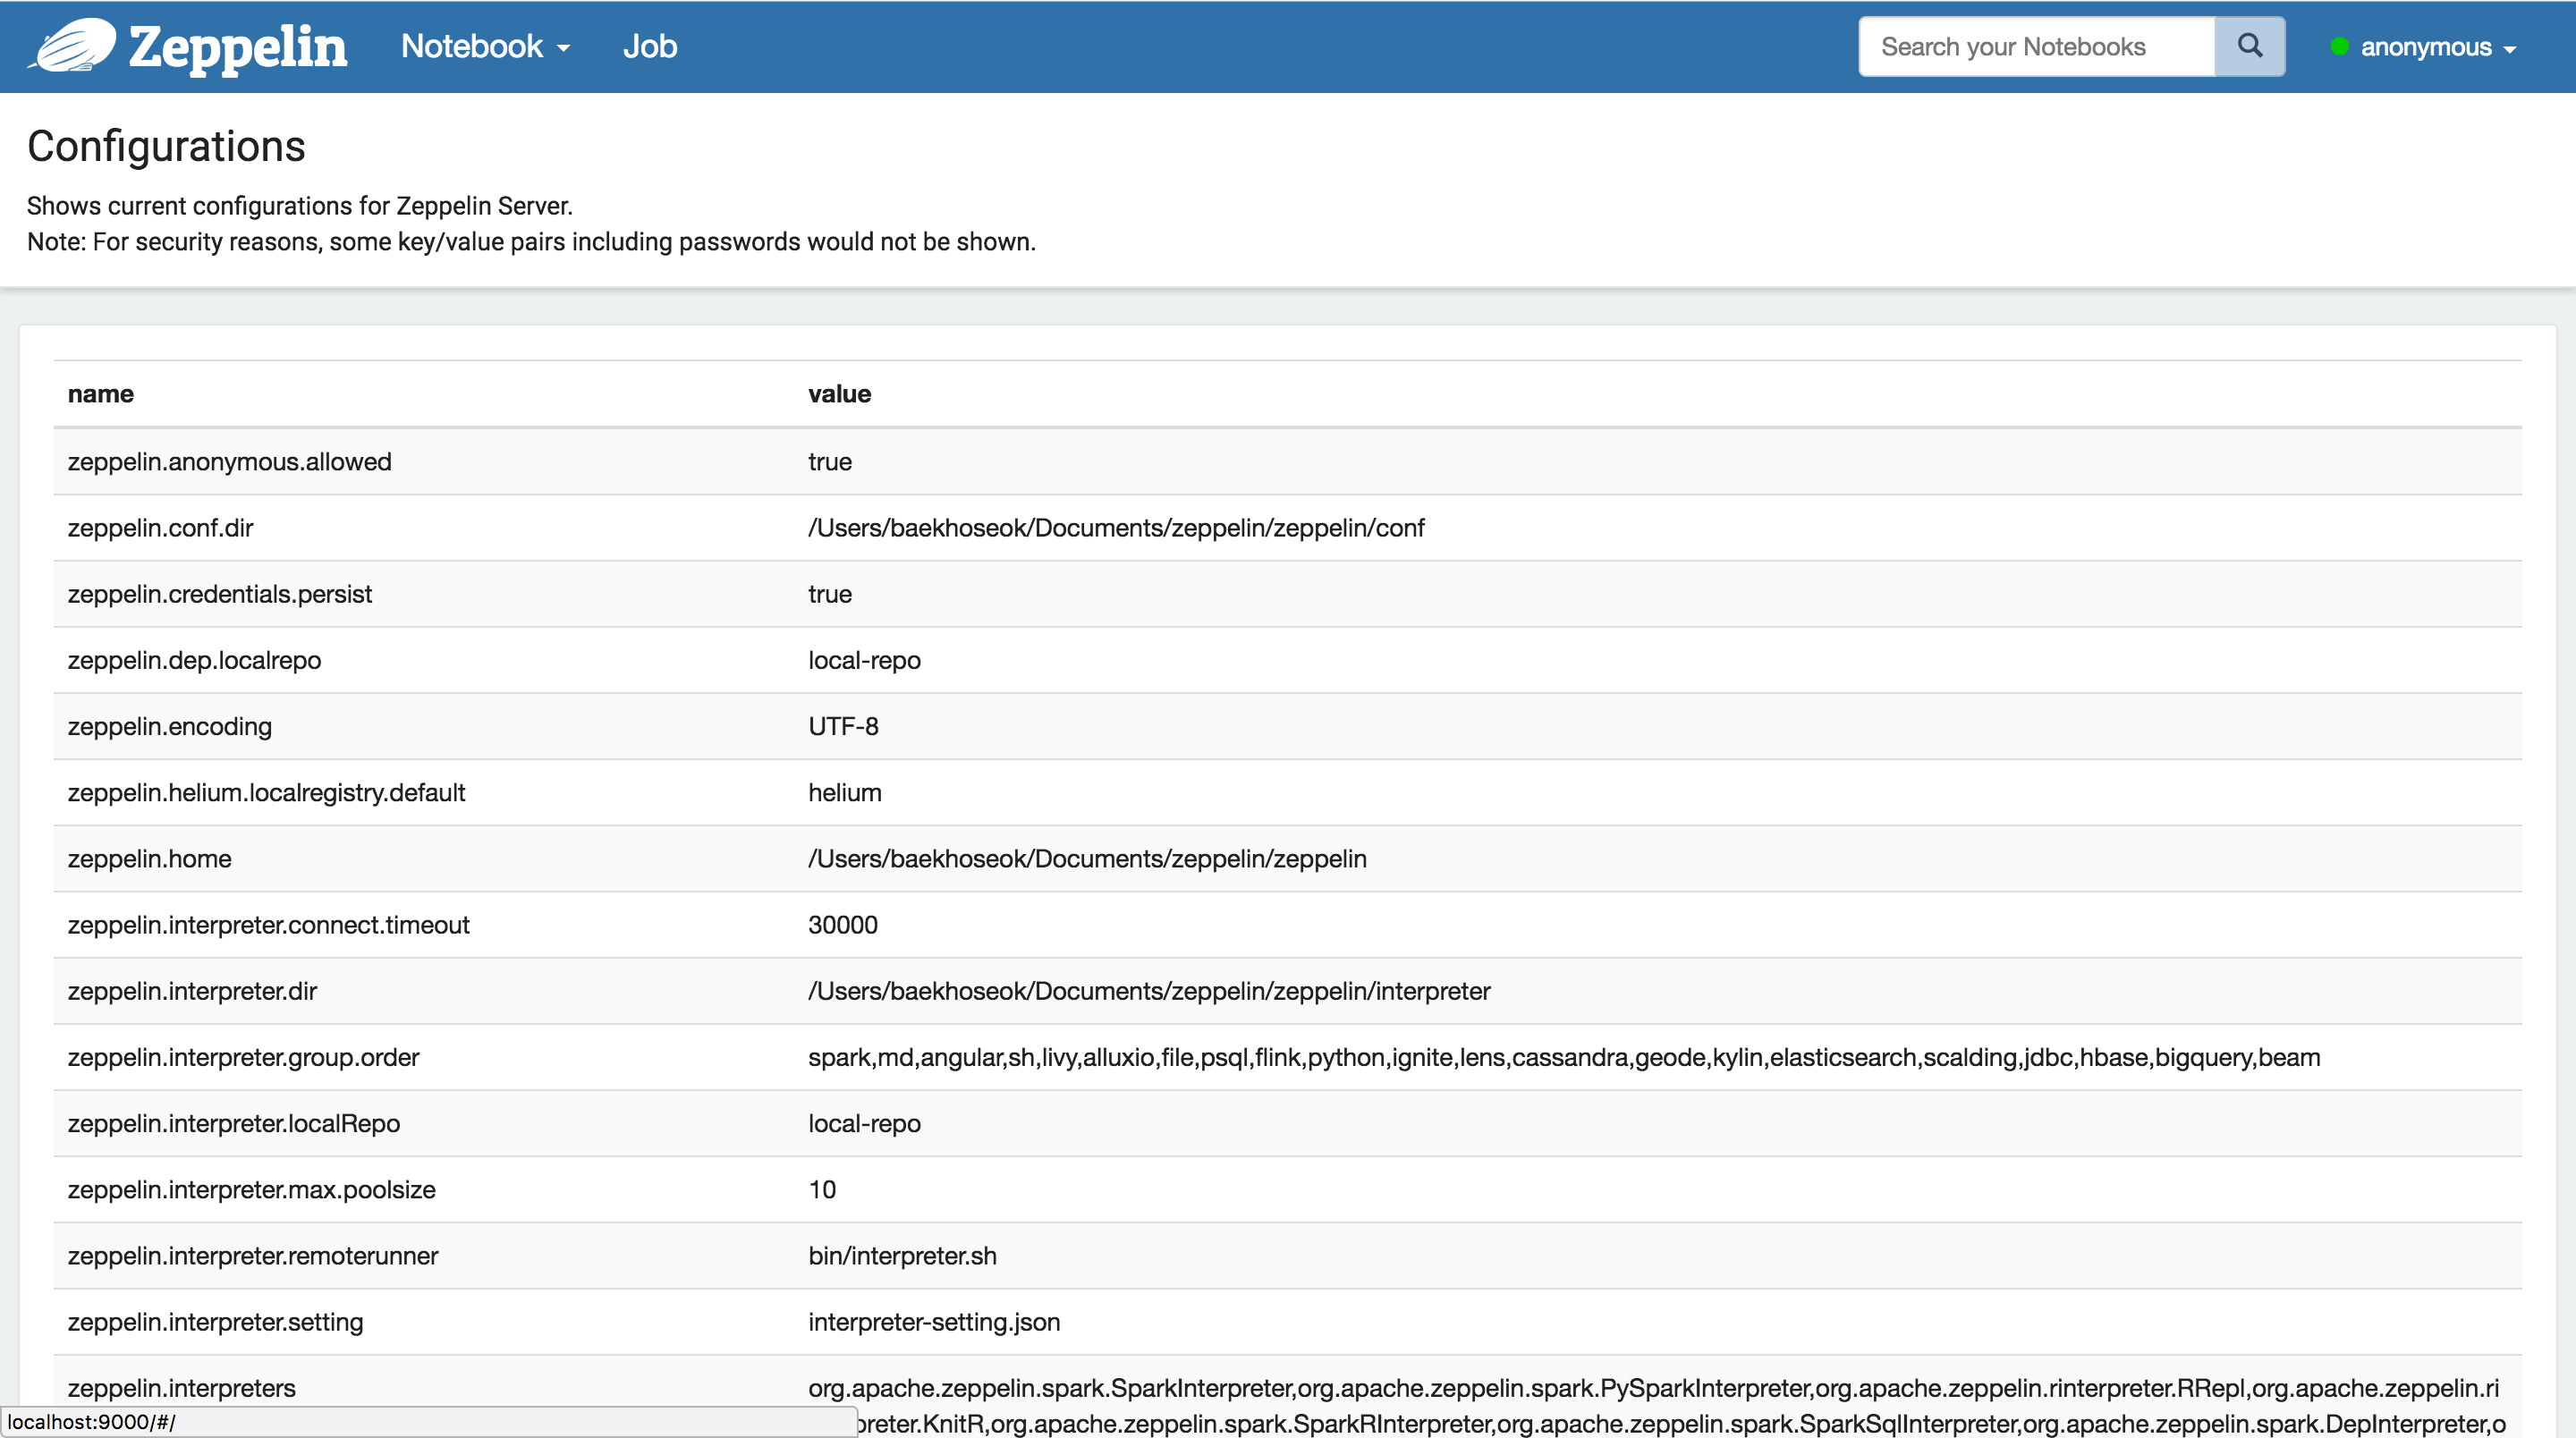 Zeppelin Notebook Job Search your Notebooks anonymous
Configurations
Shows current configurations for Zeppelin Server.
Note: For security reasons, some key/value pairs including passwords would not be shown.
name value
zeppelin.anonymous.allowed true
zeppelin.conf.dir /Users/baekhoseok/Documents/zeppelin/zeppelin/conf
zeppelin.credentials.persist true
zeppelin.dep.localrepo local-repo
zeppelin.encoding UTF-8
zeppelin.helium.localregistry.default helium
zeppelin.home /Users/baekhoseok/Documents/zeppelin/zeppelin
zeppelin.interpreter.connect.timeout 30000
zeppelin.interpreter.dir /Users/baekhoseok/Documents/zeppelin/zeppelin/interpreter
zeppelin.interpreter.group.order spark,md,angular,sh,livy,alluxio,file,psql,flink,python,ignite,lens,cassandra,geode,kylin,elasticsearch,scalding,jdbc,hbase,bigquery,beam
zeppelin.interpreter.localRepo local-repo
zeppelin.interpreter.max.poolsize 10
zeppelin.interpreter.remoterunner bin/interpreter.sh
zeppelin.interpreter.setting interpreter-setting.json
zeppelin.interpreters org.apache.zeppelin.spark.SparkInterpreter,org.apache.zeppelin.spark.PySparkInterpreter,org.apache.zeppelin.rinterpreter.RRepl,org.apache.zeppelin.ri
localhost:9000/#/ preter.KnitR,org.apache.zeppelin.spark.SparkRInterpreter,org.apache.zeppelin.spark.SparkSqlInterpreter,org.apache.zeppelin.spark.DepInterpreter,o